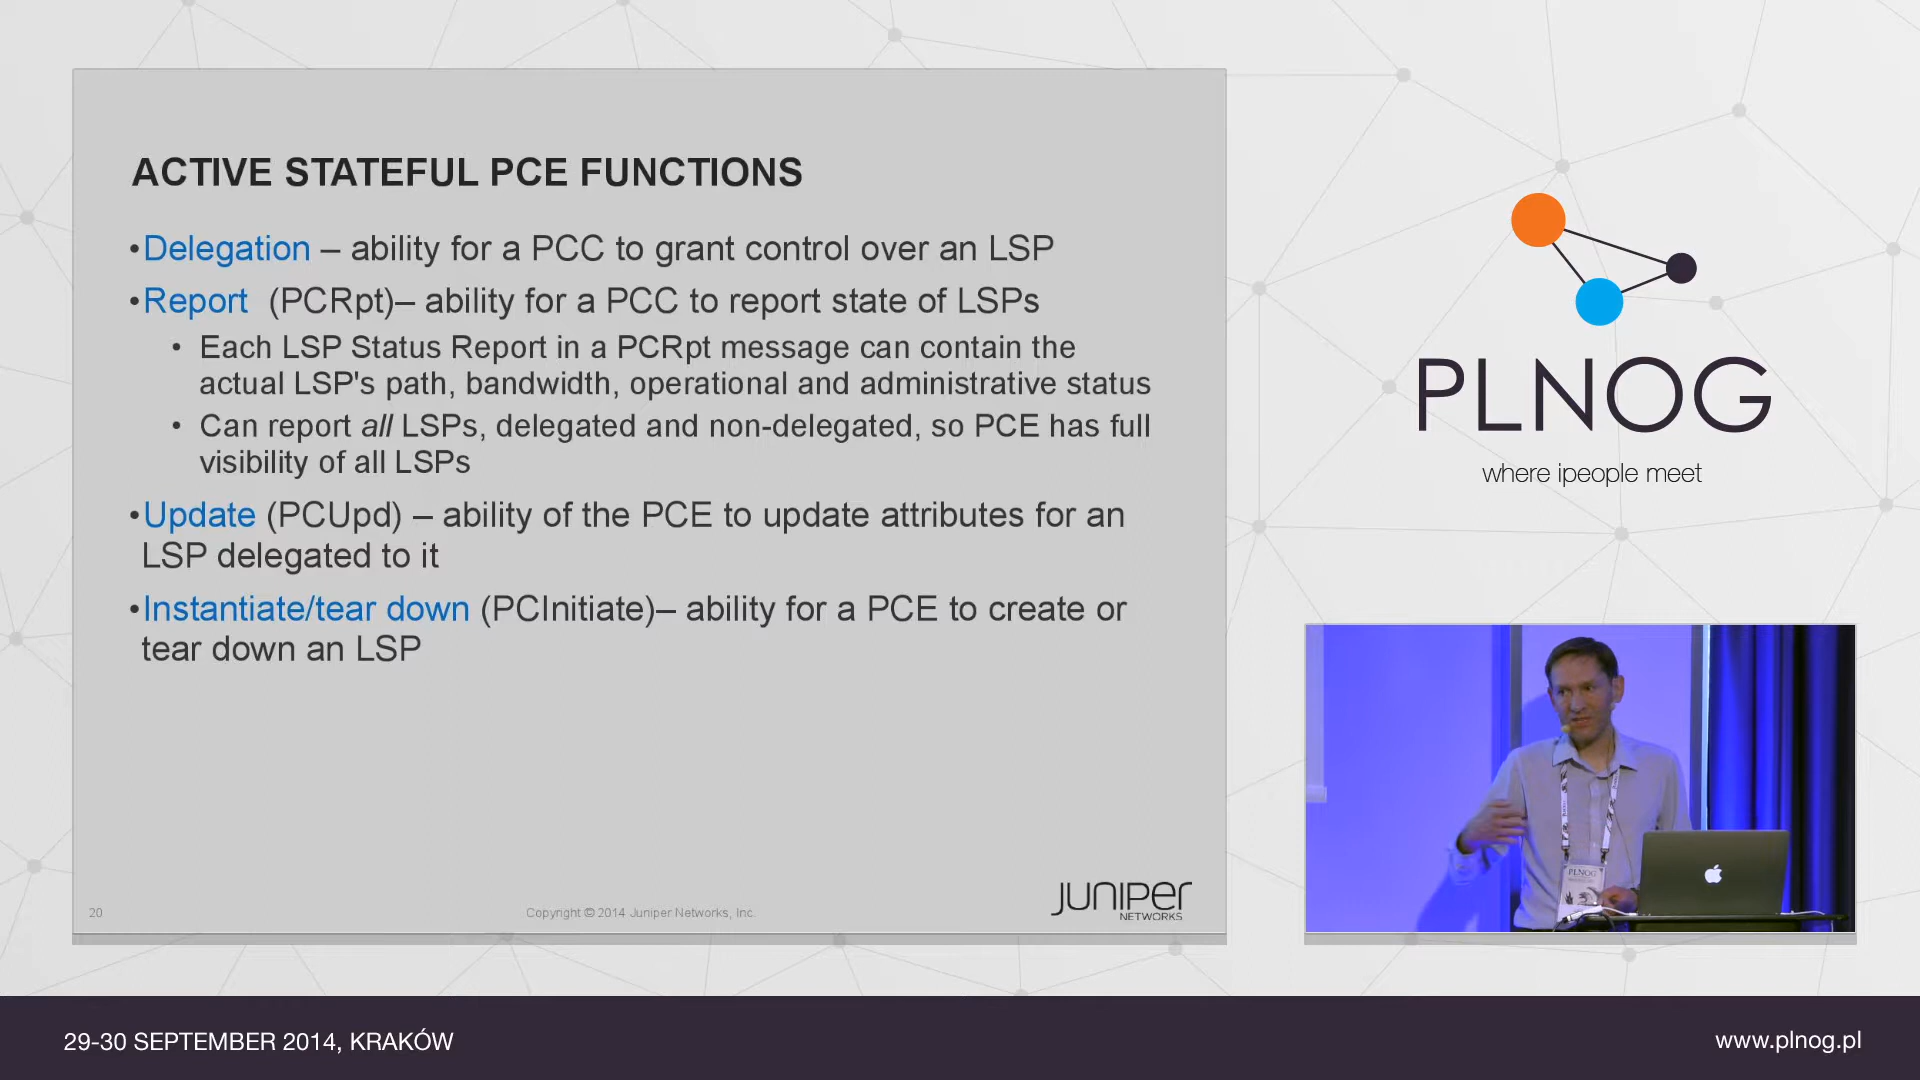 ACTIVE STATEFUL PCE FUNCTIONS
•Delegation – ability for a PCC to grant control over an LSP
•Report (PCRpt)– ability for a PCC to report state of LSPs
• Each LSP Status Report in a PCRpt message can contain the
actual LSP's path, bandwidth, operational and administrative status
• Can report all LSPs, delegated and non-delegated, so PCE has full
visibility of all LSPs
•Update (PCUpd) – ability of the PCE to update attributes for an
LSP delegated to it
•Instantiate/tear down (PCInitiate)– ability for a PCE to create or
tear down an LSP
20
Copyright © 2014 Juniper Networks, Inc.
JUNIPER
NETWORKS
PLNOG
where ipeople meet
PLNOG
29-30 SEPTEMBER 2014, KRAKÓW
www.plnog.pl